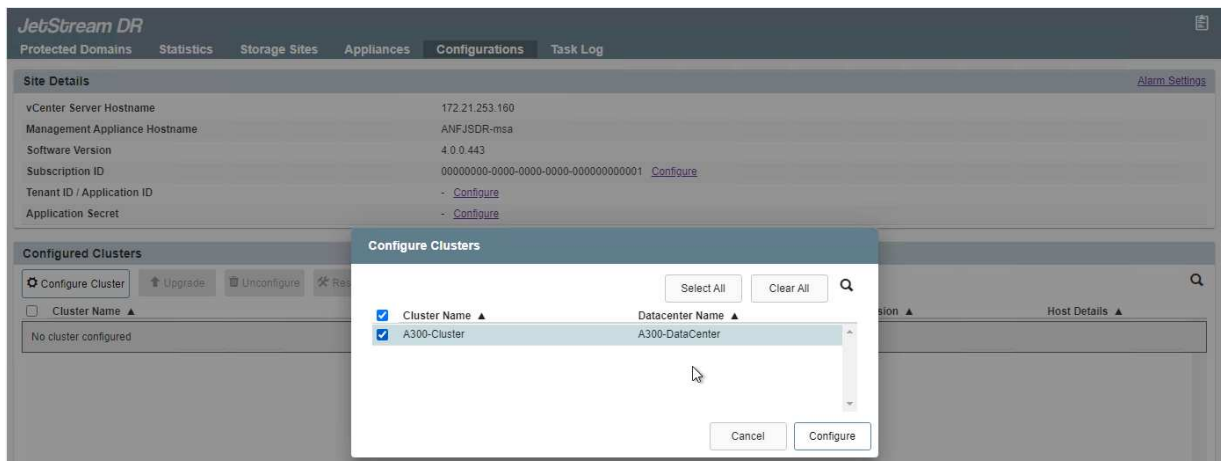 JetStream DR
Protected Domains Statistics Storage Sites Appliances Configurations Task Log
Site Details Alarm Settings
vCenter Server Hostname 172.21.253.160
Management Appliance Hostname ANFJSDR-msa
Software Version 4.0.0.443
Subscription ID 00000000-0000-0000-0000-000000000001 Configure
Tenant ID / Application ID - Configure
Application Secret - Configure
Configured Clusters
Configure Cluster Upgrade Unconfigure
Cluster Name ▲ Host Details ▲
No cluster configured
Configure Clusters
Select All Clear All
Cluster Name ▲ Datacenter Name ▲
A300-Cluster A300-DataCenter
Cancel Configure